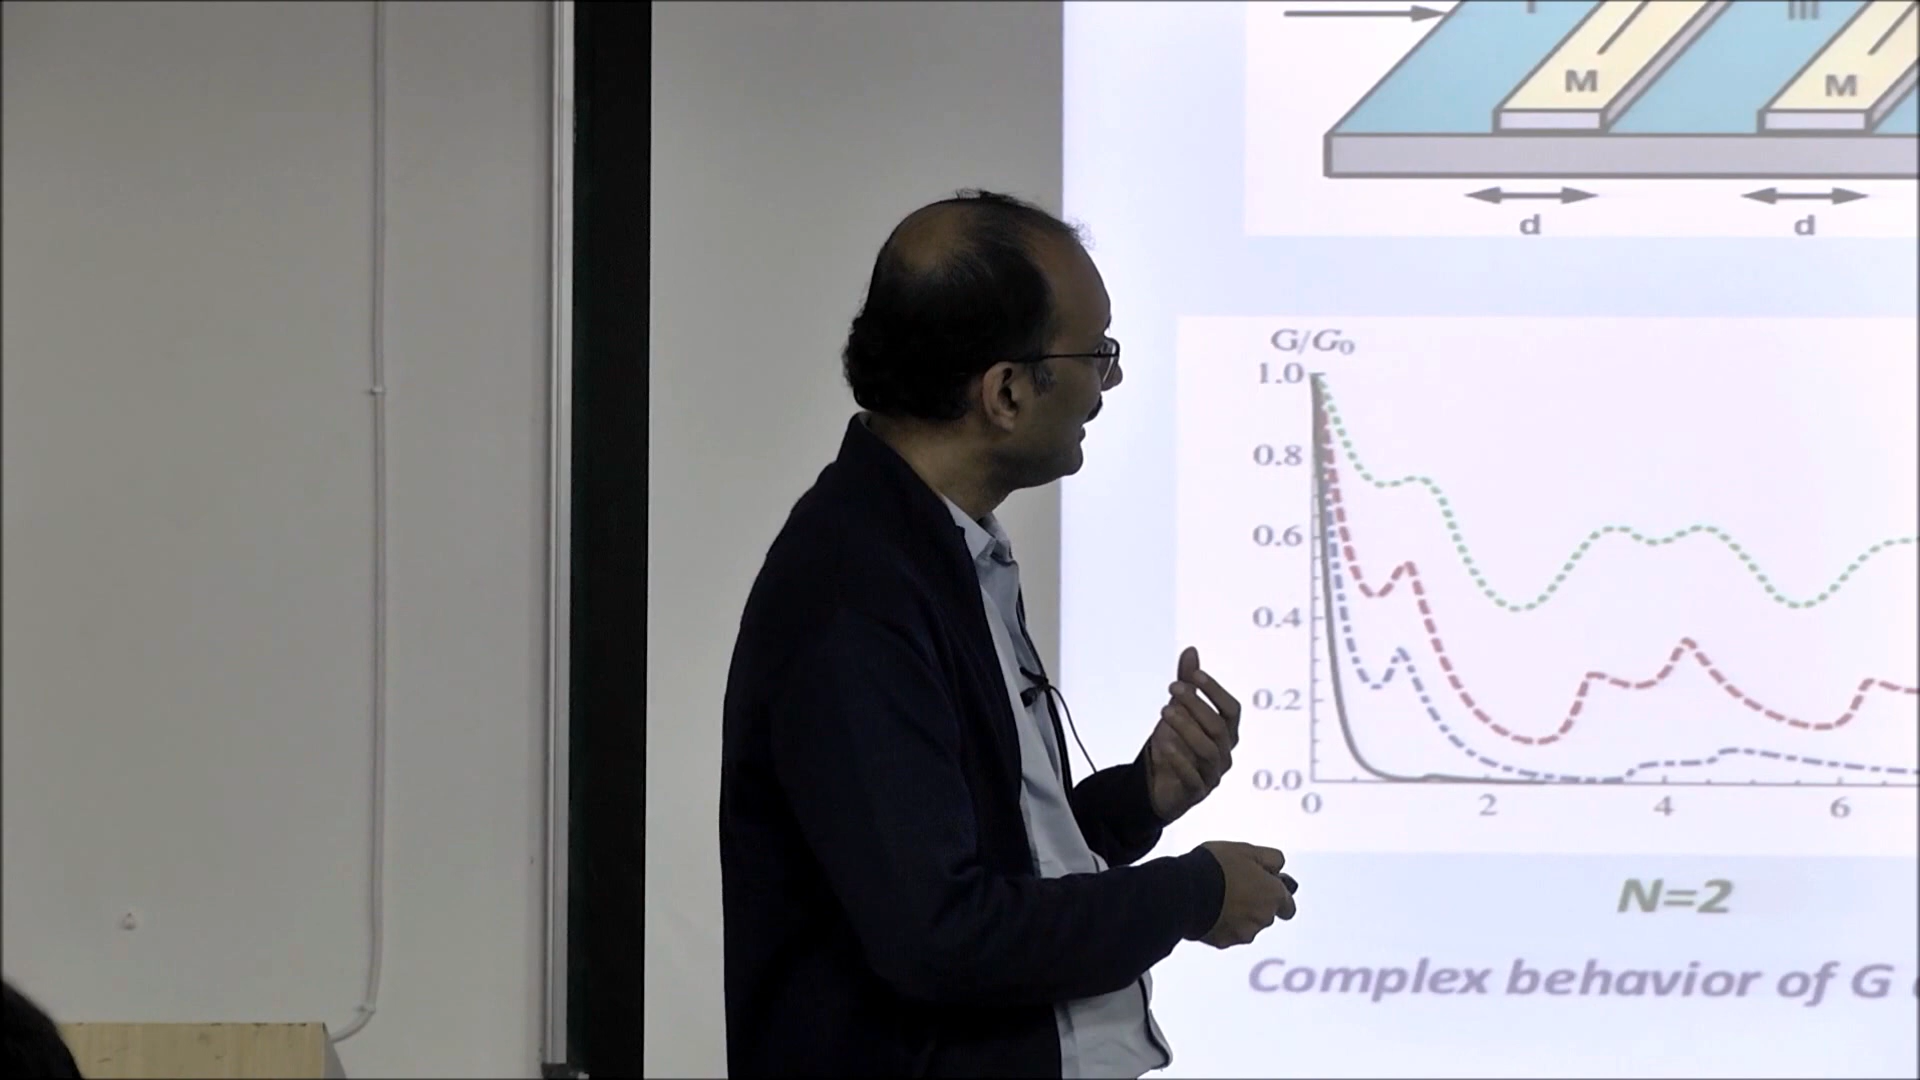 I III
M M
d d
G/G₀
1.0
0.8
0.6
0.4
0.2
0.0
0 2 4 6
N=2
Complex behavior of G